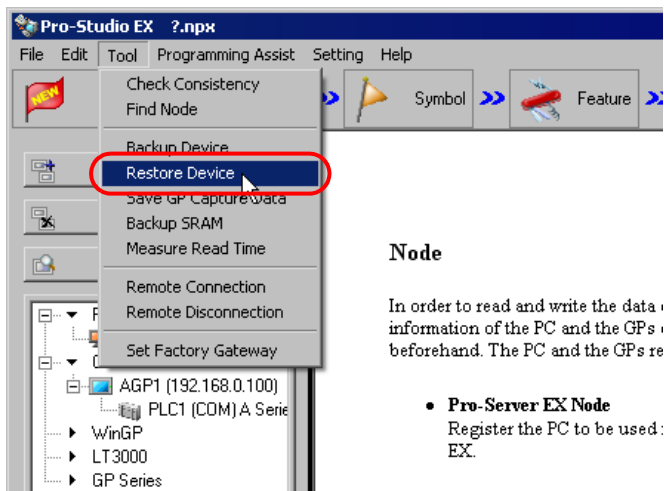 Pro-Studio EX ?.npx
File Edit Tool Programming Assist Setting Help
NEW
Symbol
Feature
Check Consistency
Find Node
Backup Device
Restore Device
Save GP Capture Data
Backup SRAM
Measure Read Time
Remote Connection
Remote Disconnection
Set Factory Gateway
AGP1 (192.168.0.100)
PLC1 (COM) A Serie
WinGP
LT3000
GP Series
Node
In order to read and write the data
information of the PC and the GPs
beforehand. The PC and the GPs re
• Pro-Server EX Node
Register the PC to be used
EX.